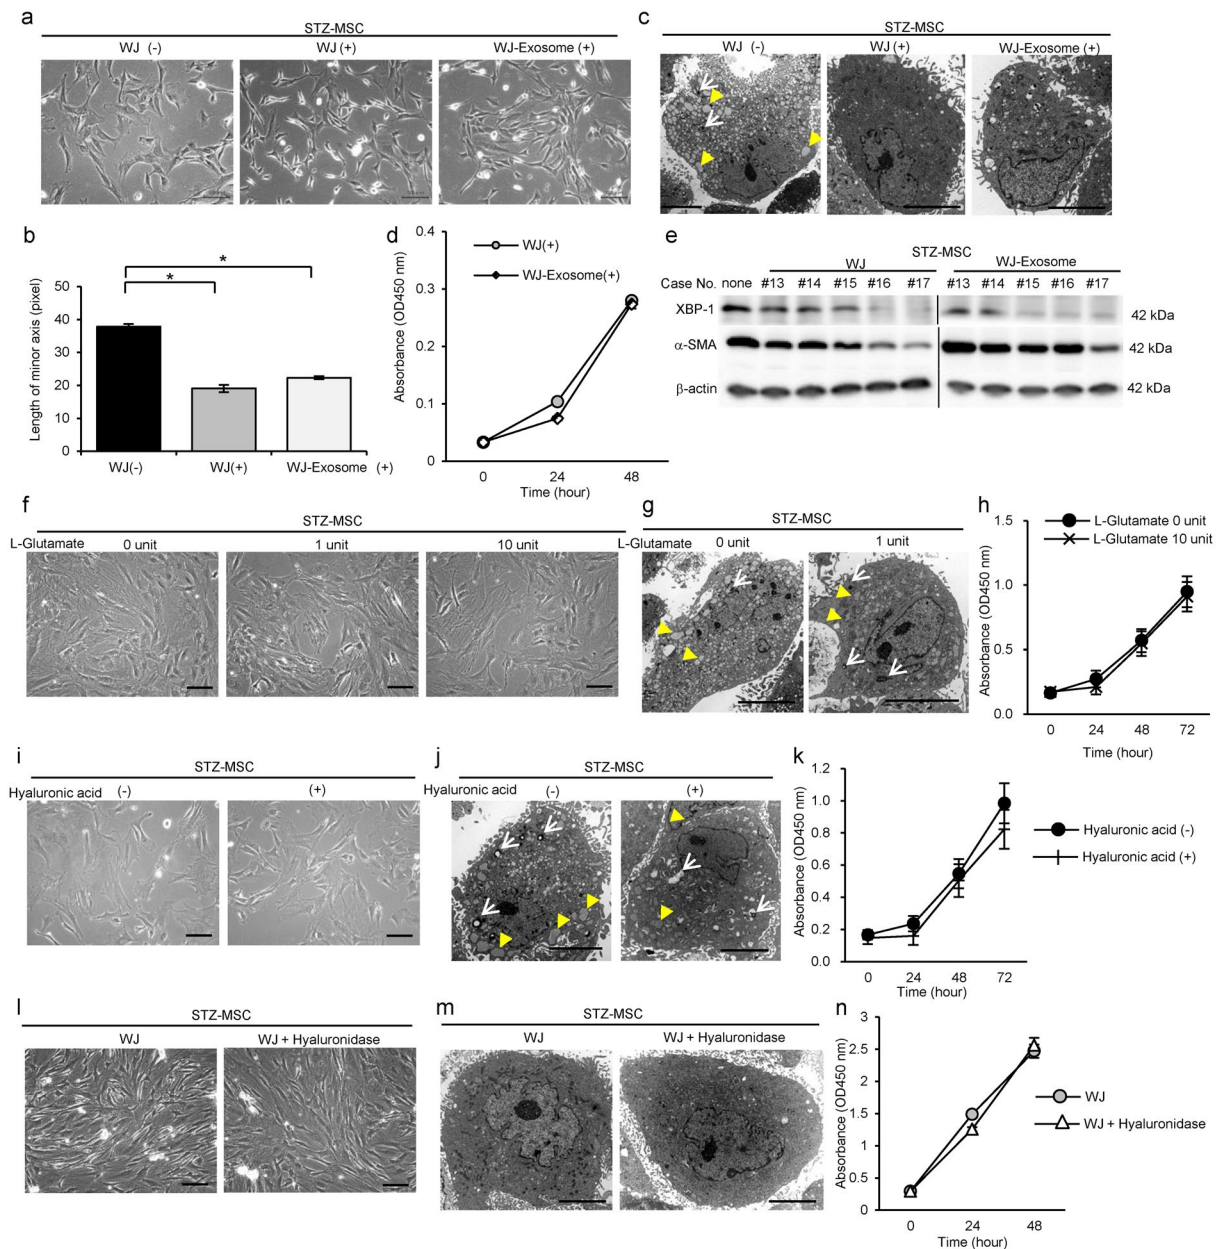 a
STZ-MSC
WJ (-)
WJ (+)
WJ-Exosome (+)
b
Length of minor axis (pixel)
50
40
30
20
10
0
*
*
WJ(-)
WJ(+)
WJ-Exosome (+)
c
STZ-MSC
WJ (-)
WJ (+)
WJ-Exosome (+)
d
Absorbance (OD450 nm)
0.4
0.3
0.2
0.1
0
WJ(+)
WJ-Exosome(+)
0 24 48
Time (hour)
e
STZ-MSC
WJ
WJ-Exosome
Case No. none #13 #14 #15 #16 #17 #13 #14 #15 #16 #17
XBP-1 42 kDa
α-SMA 42 kDa
β-actin 42 kDa
f
STZ-MSC
L-Glutamate 0 unit 1 unit 10 unit
g
STZ-MSC
L-Glutamate 0 unit 1 unit
h
L-Glutamate 0 unit
L-Glutamate 10 unit
Absorbance (OD450 nm)
1.5
1.0
0.5
0.0
0 24 48 72
Time (hour)
i
STZ-MSC
Hyaluronic acid (-) (+)
j
STZ-MSC
Hyaluronic acid (-) (+)
k
Absorbance (OD450 nm)
1.2
1.0
0.8
0.6
0.4
0.2
0.0
0 24 48 72
Time (hour)
Hyaluronic acid (-)
Hyaluronic acid (+)
l
STZ-MSC
WJ
WJ + Hyaluronidase
m
STZ-MSC
WJ
WJ + Hyaluronidase
n
Absorbance (OD450 nm)
3
2.5
2
1.5
1
0.5
0
0 24 48
Time (hour)
WJ
WJ + Hyaluronidase